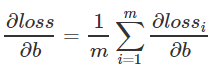 ∂loss/∂b = 1/m ∑_{i=1}^{m} ∂loss_i/∂b